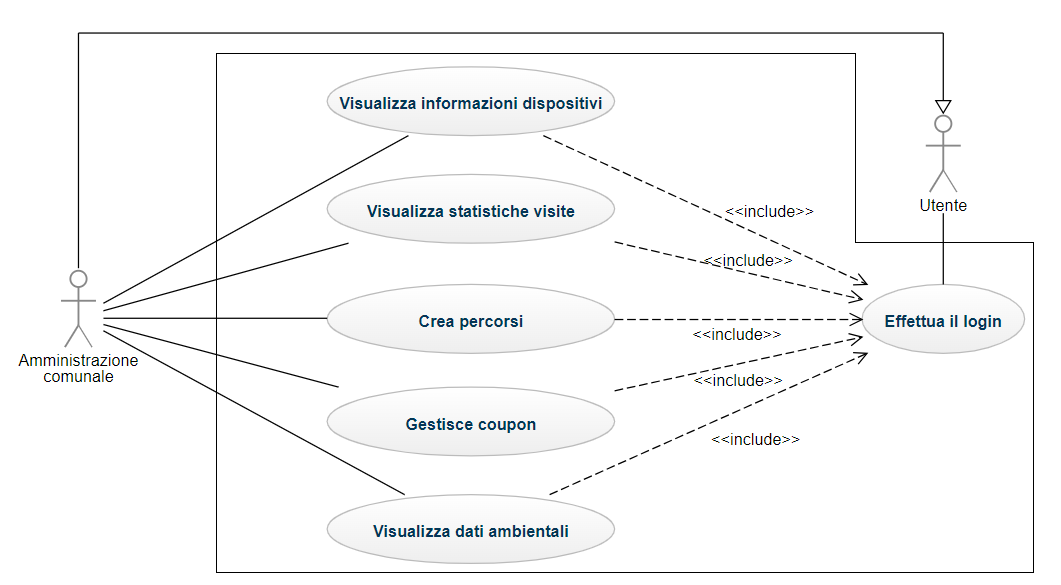 Visualizza informazioni dispositivi
Visualizza statistiche visite
<<include>>
Utente
<<include>>
Crea percorsi
Effettua il login
<<include>>
Amministrazione
comunale
<<include>>
Gestisce coupon
<<include>>
Visualizza dati ambientali